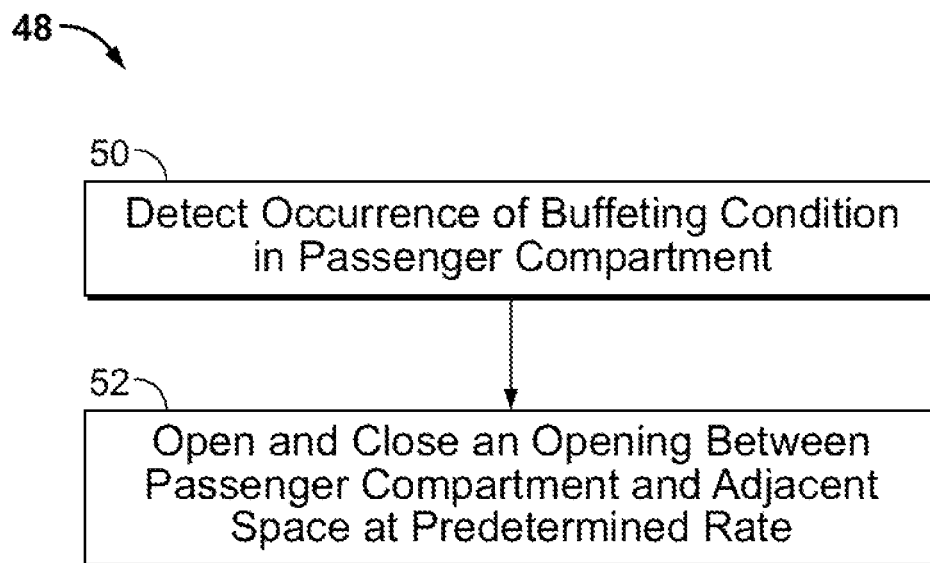 48
50
Detect Occurrence of Buffeting Condition
in Passenger Compartment
52
Open and Close an Opening Between
Passenger Compartment and Adjacent
Space at Predetermined Rate